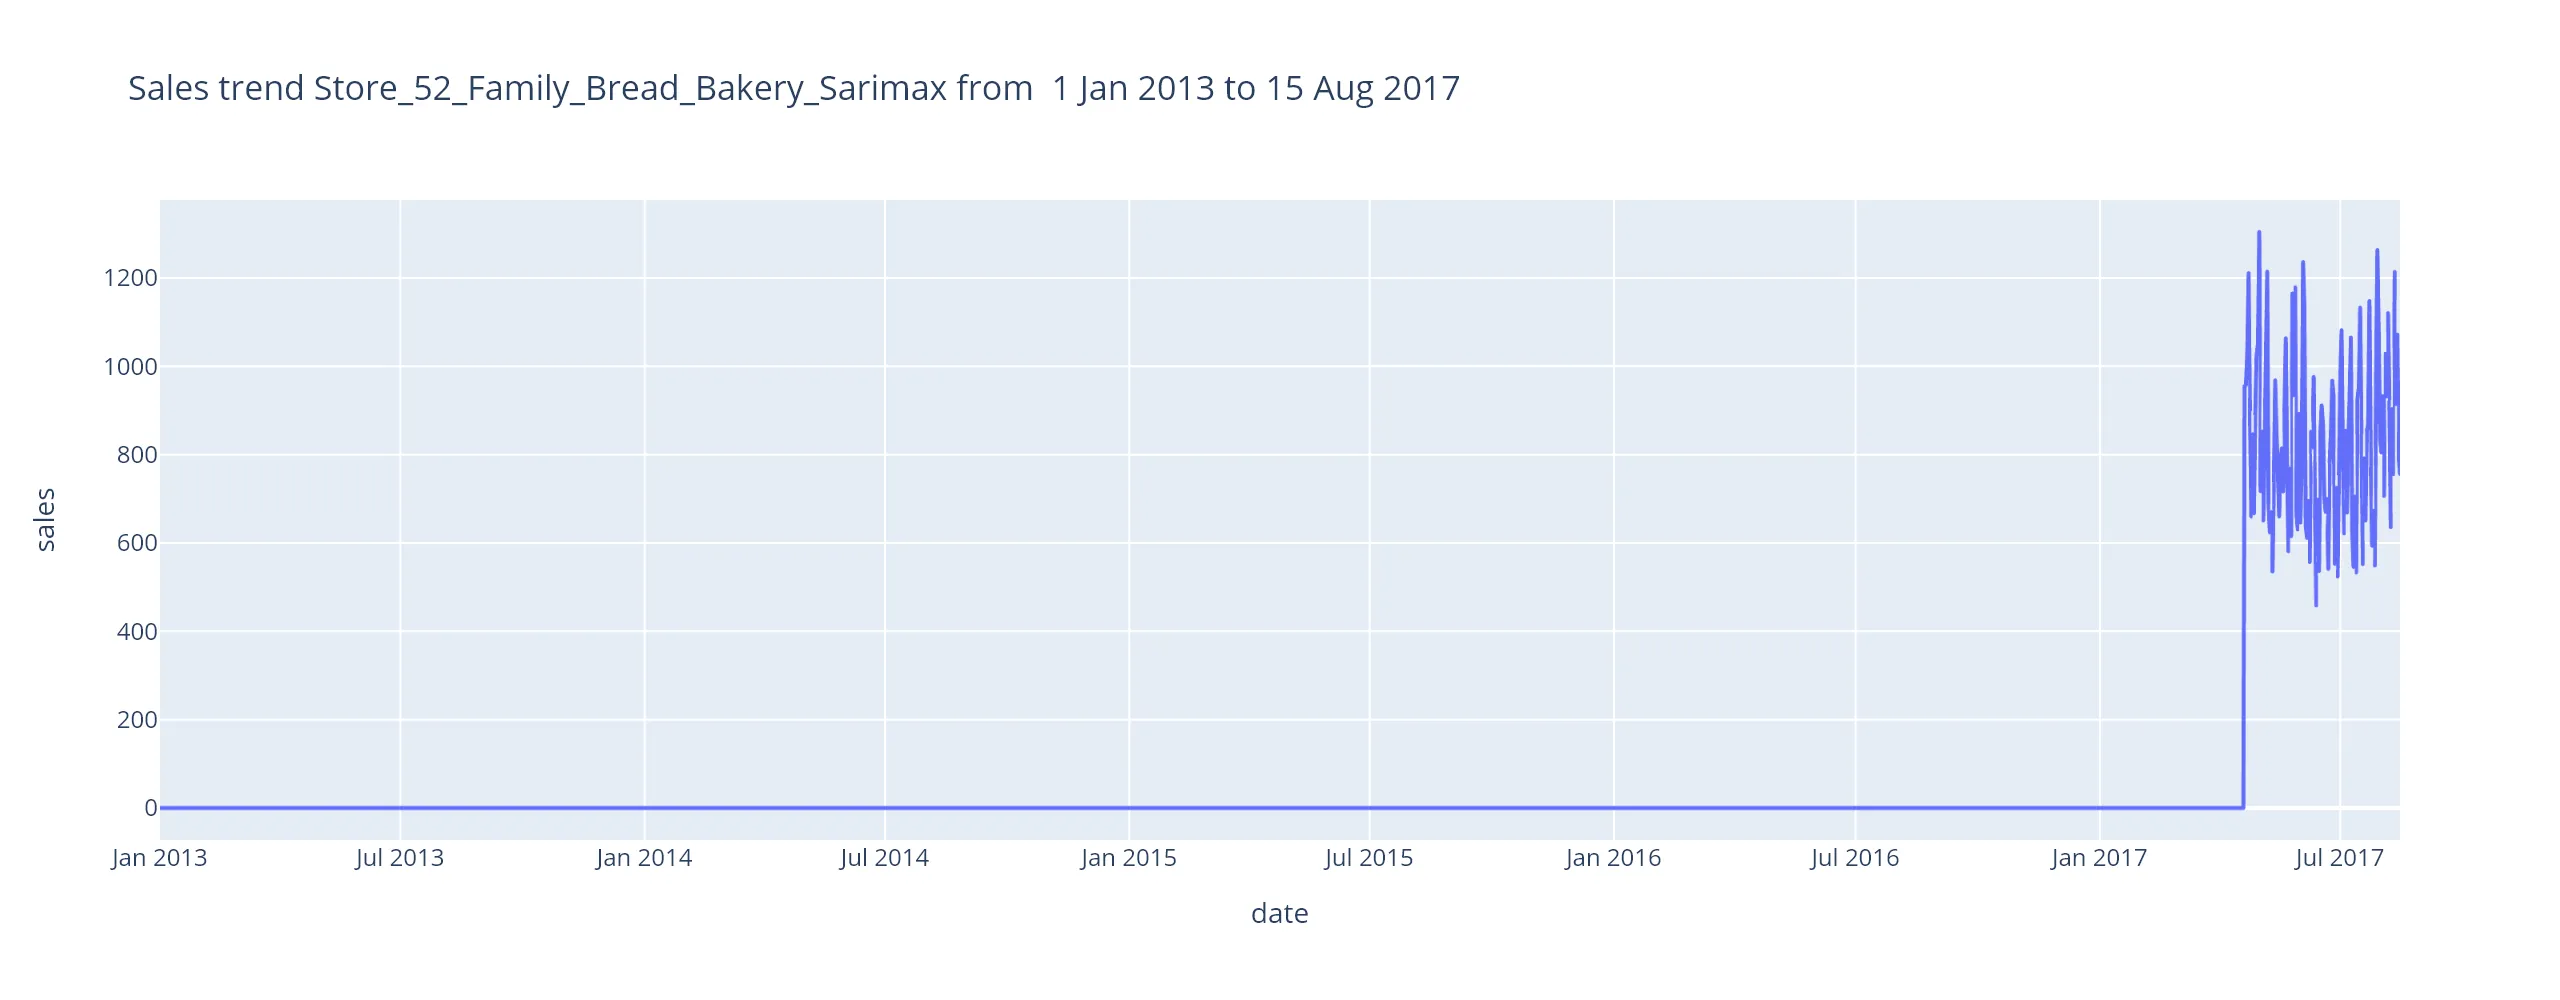 Sales trend Store_52_Family_Bread_Bakery_Sarimax from  1 Jan 2013 to 15 Aug 2017
1200
1000
800
600
400
200
0
sales
Jan 2013 Jul 2013 Jan 2014 Jul 2014 Jan 2015 Jul 2015 Jan 2016 Jul 2016 Jan 2017 Jul 2017
date